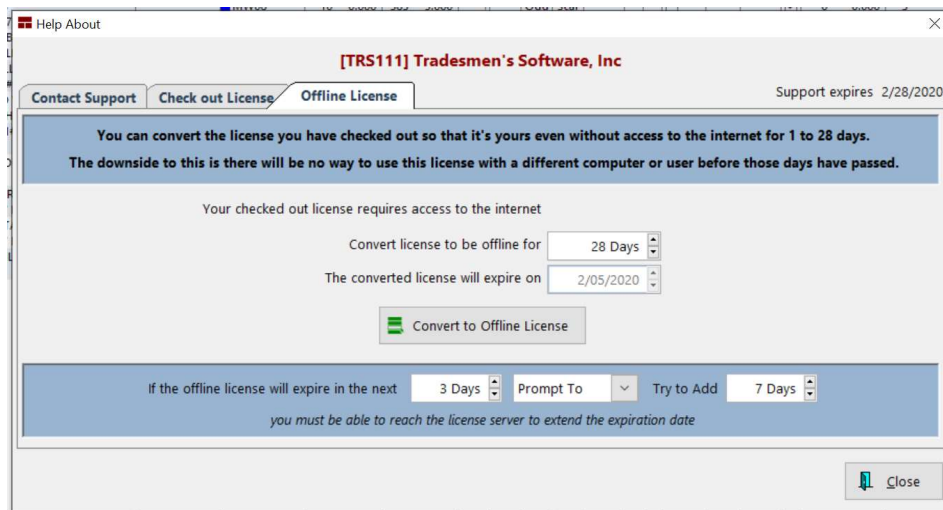 Help About
[TRS111] Tradesmen's Software, Inc
Contact Support Check out License Offline License Support expires 2/28/2020
You can convert the license you have checked out so that it's yours even without access to the internet for 1 to 28 days.
The downside to this is there will be no way to use this license with a different computer or user before those days have passed.
Your checked out license requires access to the internet
Convert license to be offline for 28 Days
The converted license will expire on 2/05/2020
Convert to Offline License
If the offline license will expire in the next 3 Days Prompt To Try to Add 7 Days
you must be able to reach the license server to extend the expiration date
Close